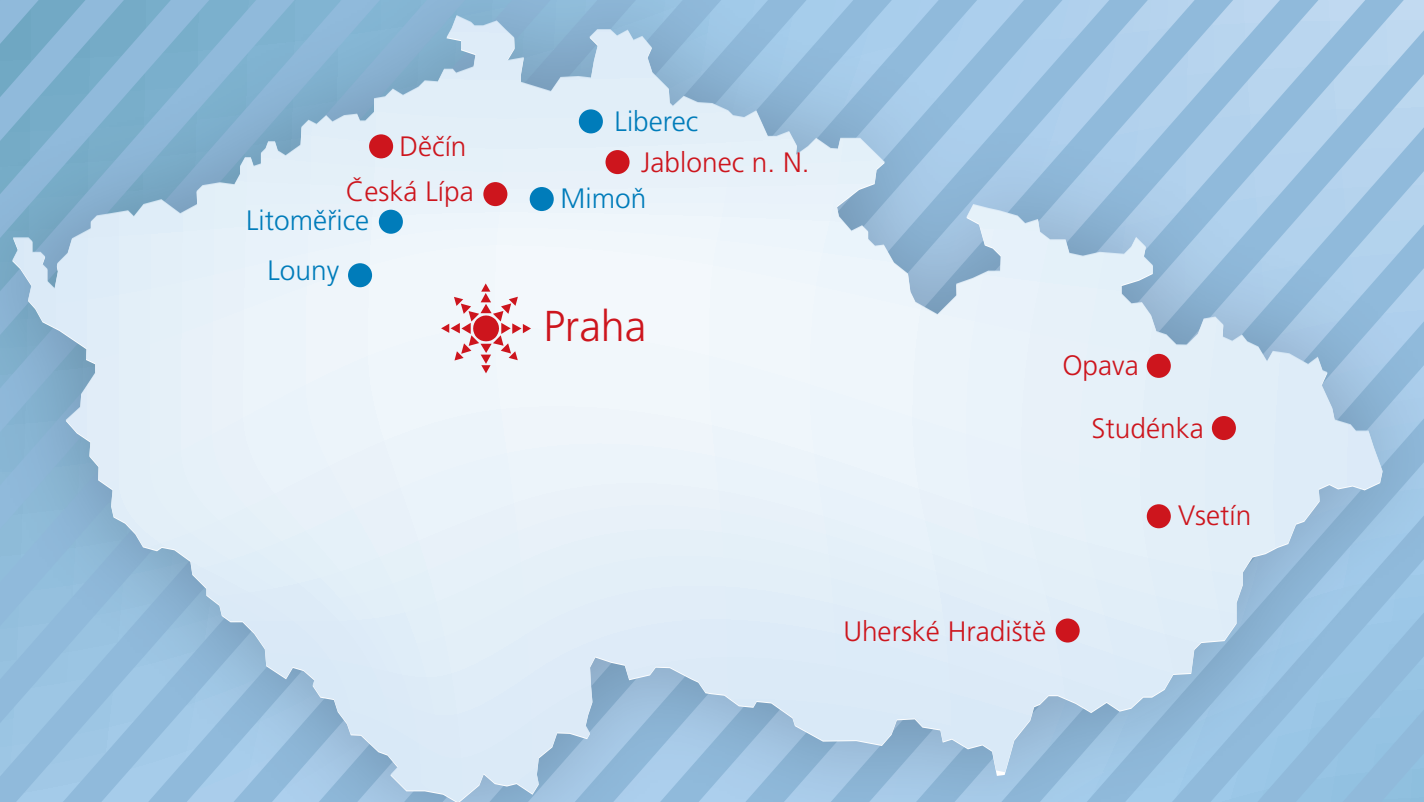 Liberec
Děčín
Jablonec n. N.
Česká Lípa
Mimoň
Litoměřice
Louny
Praha
Opava
Studénka
Vsetín
Uherské Hradiště